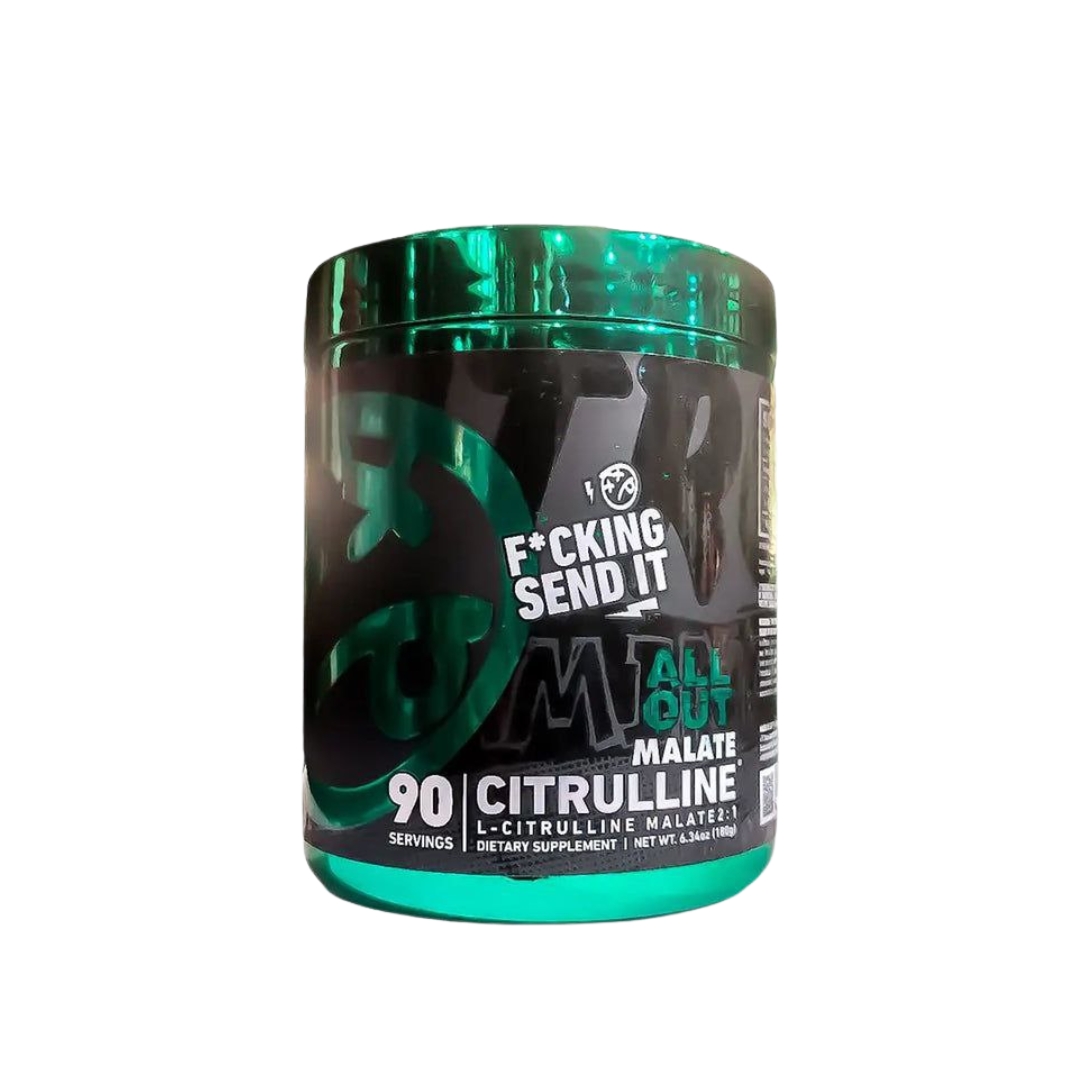 F*CKING
SEND IT
ALL
OUT
MALATE
CITRULLINE
90
SERVINGS
L-CITRULLINE MALATE 2:1
DIETARY SUPPLEMENT | NET WT. 6.34oz (180g)